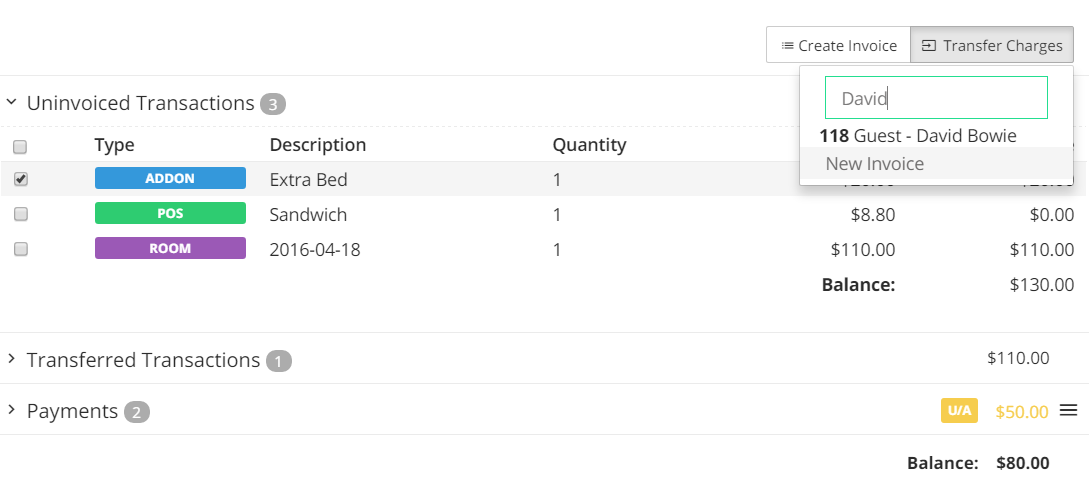 Create Invoice Transfer Charges
David
Uninvoiced Transactions 3
118 Guest - David Bowie
Type Description Quantity
New Invoice
ADDON Extra Bed 1
POS Sandwich 1 $8.80 $0.00
ROOM 2016-04-18 1 $110.00 $110.00
Balance: $130.00
Transferred Transactions 1 $110.00
Payments 2 U/A $50.00
Balance: $80.00